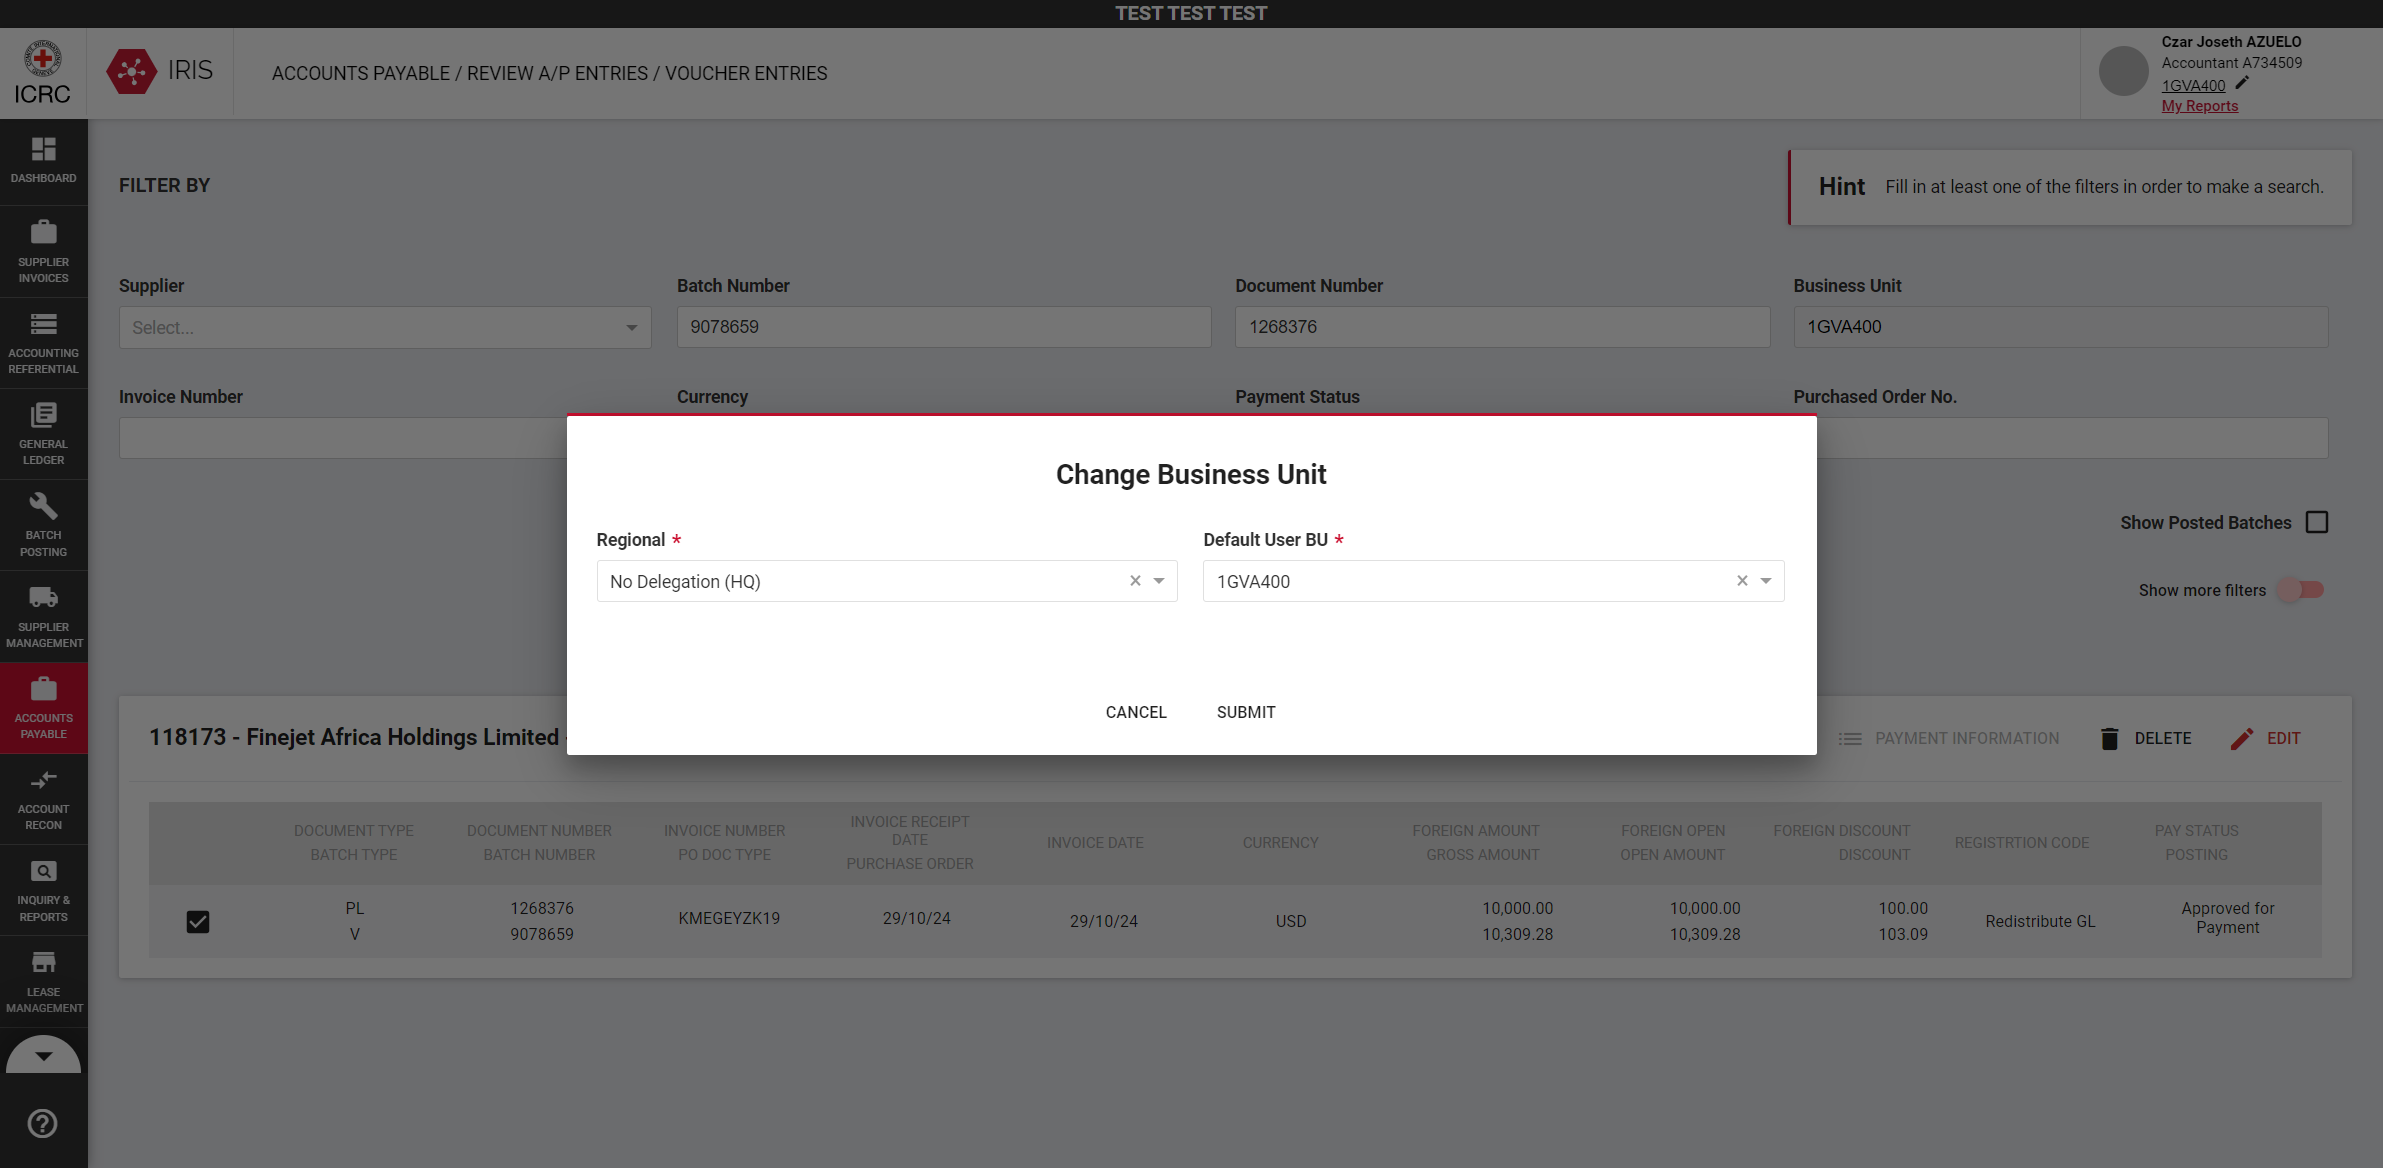 TEST TEST TEST
ICRC
IRIS
ACCOUNTS PAYABLE / REVIEW A/P ENTRIES / VOUCHER ENTRIES
Czar Joseth AZUELO
Accountant A734509
1GVA400
My Reports
DASHBOARD
SUPPLIER
INVOICES
ACCOUNTING
REFERENTIAL
GENERAL
LEDGER
BATCH
POSTING
SUPPLIER
MANAGEMENT
ACCOUNTS
PAYABLE
ACCOUNT
RECON
INQUIRY &
REPORTS
LEASE
MANAGEMENT
FILTER BY
Hint Fill in at least one of the filters in order to make a search.
Supplier
Select...
Batch Number
9078659
Document Number
1268376
Business Unit
1GVA400
Invoice Number
Currency
Payment Status
Purchased Order No.
Show Posted Batches
Show more filters
Change Business Unit
Regional *
No Delegation (HQ)
Default User BU *
1GVA400
CANCEL
SUBMIT
118173 - Finejet Africa Holdings Limited -
PAYMENT INFORMATION
DELETE
EDIT
DOCUMENT TYPE
BATCH TYPE
DOCUMENT NUMBER
BATCH NUMBER
INVOICE NUMBER
PO DOC TYPE
INVOICE RECEIPT
DATE
PURCHASE ORDER
INVOICE DATE
CURRENCY
FOREIGN AMOUNT
GROSS AMOUNT
FOREIGN OPEN
OPEN AMOUNT
FOREIGN DISCOUNT
DISCOUNT
REGISTRTION CODE
PAY STATUS
POSTING
PL
V
1268376
9078659
KMEGEYZK19
29/10/24
29/10/24
USD
10,000.00
10,309.28
10,000.00
10,309.28
100.00
103.09
Redistribute GL
Approved for
Payment